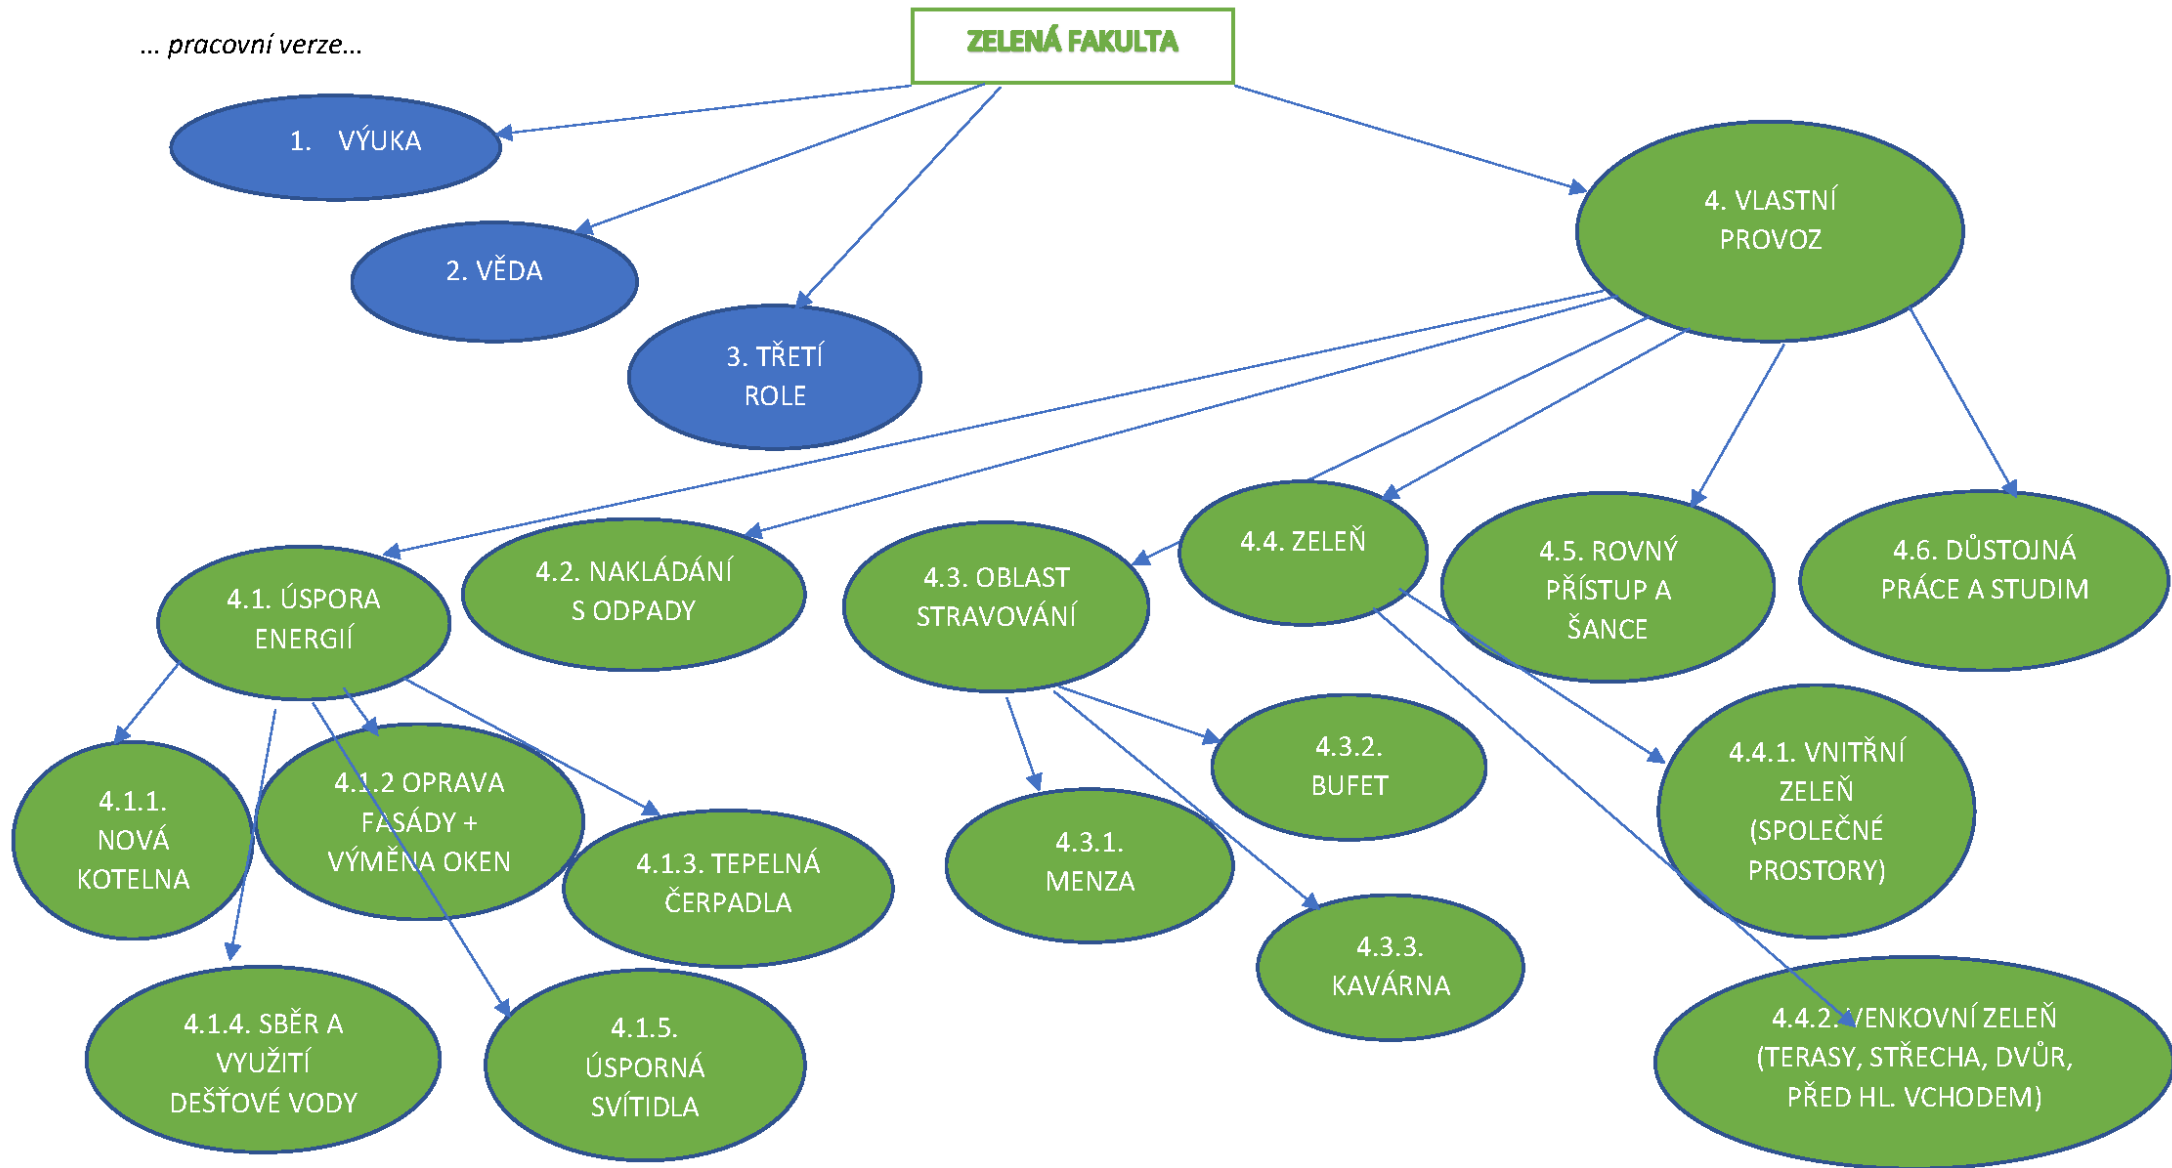 ... pracovní verze...
ZELENÁ FAKULTA
1. VÝUKA
2. VĚDA
3. TŘETÍ
ROLE
4. VLASTNÍ
PROVOZ
4.1. ÚSPORA
ENERGIÍ
4.2. NAKLÁDÁNÍ
S ODPADY
4.3. OBLAST
STRAVOVÁNÍ
4.4. ZELEŇ
4.5. ROVNÝ
PŘÍSTUP A
ŠANCE
4.6. DŮSTOJNÁ
PRÁCE A STUDIM
4.1.1.
NOVÁ
KOTELNA
4.1.2 OPRAVA
FASÁDY +
VÝMĚNA OKEN
4.1.3. TEPELNÁ
ČERPADLA
4.1.4. SBĚR A
VYUŽITÍ
DEŠŤOVÉ VODY
4.1.5.
ÚSPORNÁ
SVÍTIDLA
4.3.1.
MENZA
4.3.2.
BUFET
4.3.3.
KAVÁRNA
4.4.1. VNITŘNÍ
ZELEŇ
(SPOLEČNÉ
PROSTORY)
4.4.2. VENKOVNÍ ZELEŇ
(TERASY, STŘECHA, DVŮR,
PŘED HL. VCHODEM)